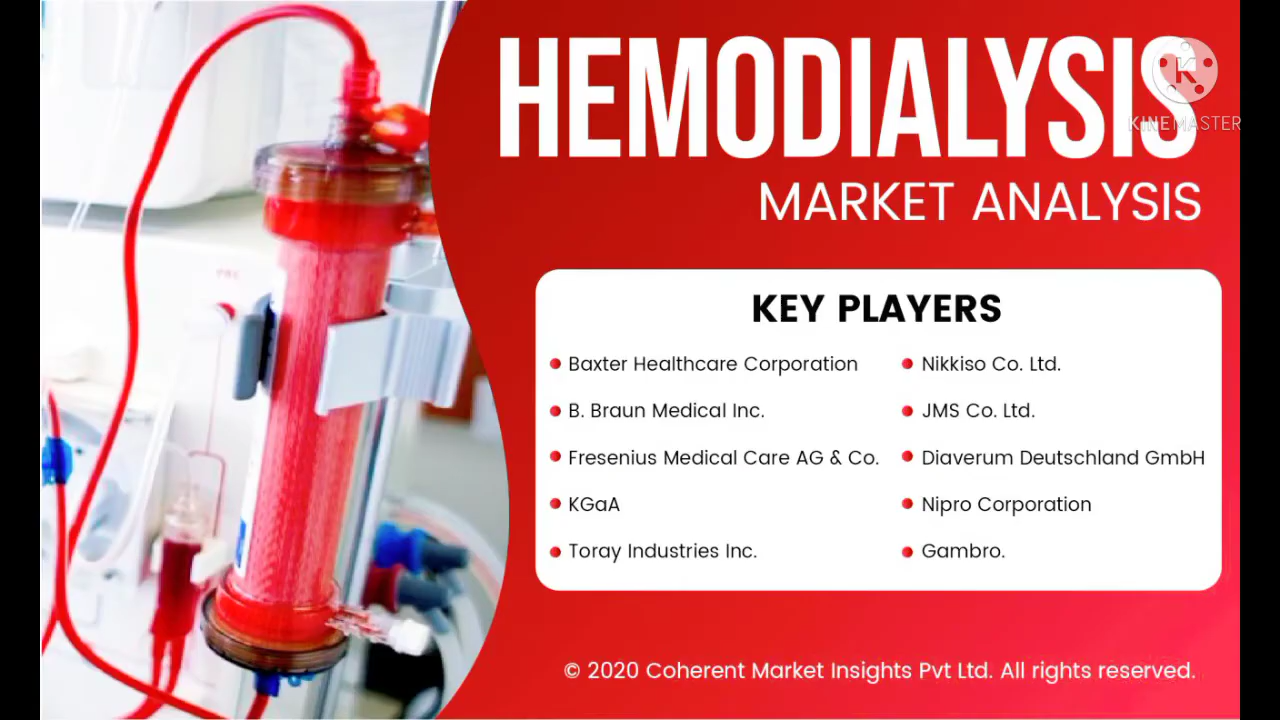 HEMODIALYSIS
K
KINEMASTER
MARKET ANALYSIS
KEY PLAYERS
Baxter Healthcare Corporation
B. Braun Medical Inc.
Fresenius Medical Care AG & Co.
KGaA
Toray Industries Inc.
Nikkiso Co. Ltd.
JMS Co. Ltd.
Diaverum Deutschland GmbH
Nipro Corporation
Gambro.
© 2020 Coherent Market Insights Pvt Ltd. All rights reserved.